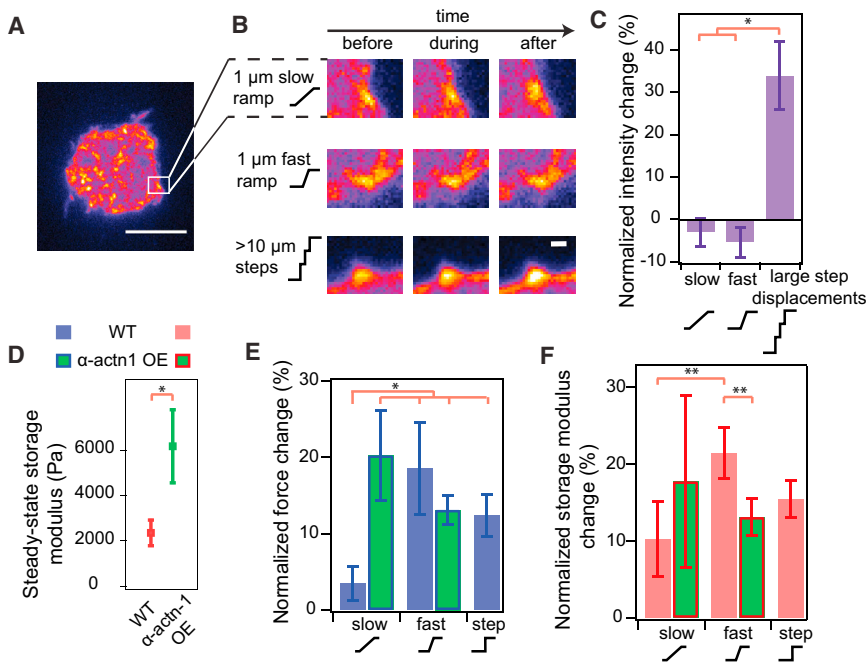 A
B
time
before during after
1 µm slow
ramp
1 µm fast
ramp
>10 µm
steps
C
Normalized intensity change (%)
40
30
20
10
0
-10
*
slow fast large step
displacements
D
WT
α-actn1 OE
Steady-state storage
modulus (Pa)
6000
4000
2000
0
*
WT
α-actn-1
OE
E
Normalized force change (%)
30
20
10
0
*
slow fast step
F
Normalized storage modulus
change (%)
30
20
10
0
**
**
slow fast step